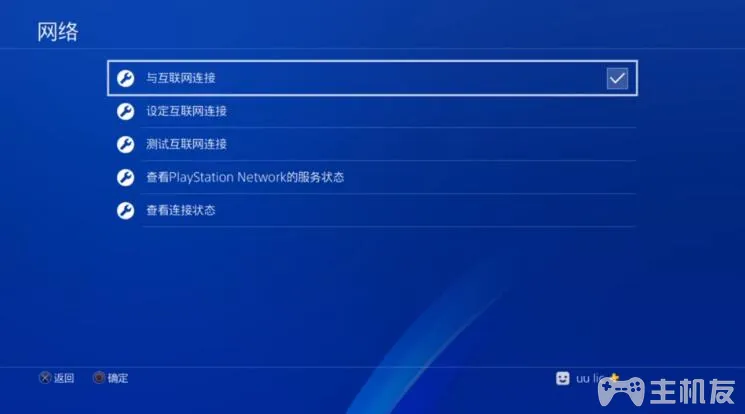 网络
与互联网连接
设定互联网连接
测试互联网连接
查看PlayStation Network的服务状态
查看连接状态
返回 确定
uu
主机友